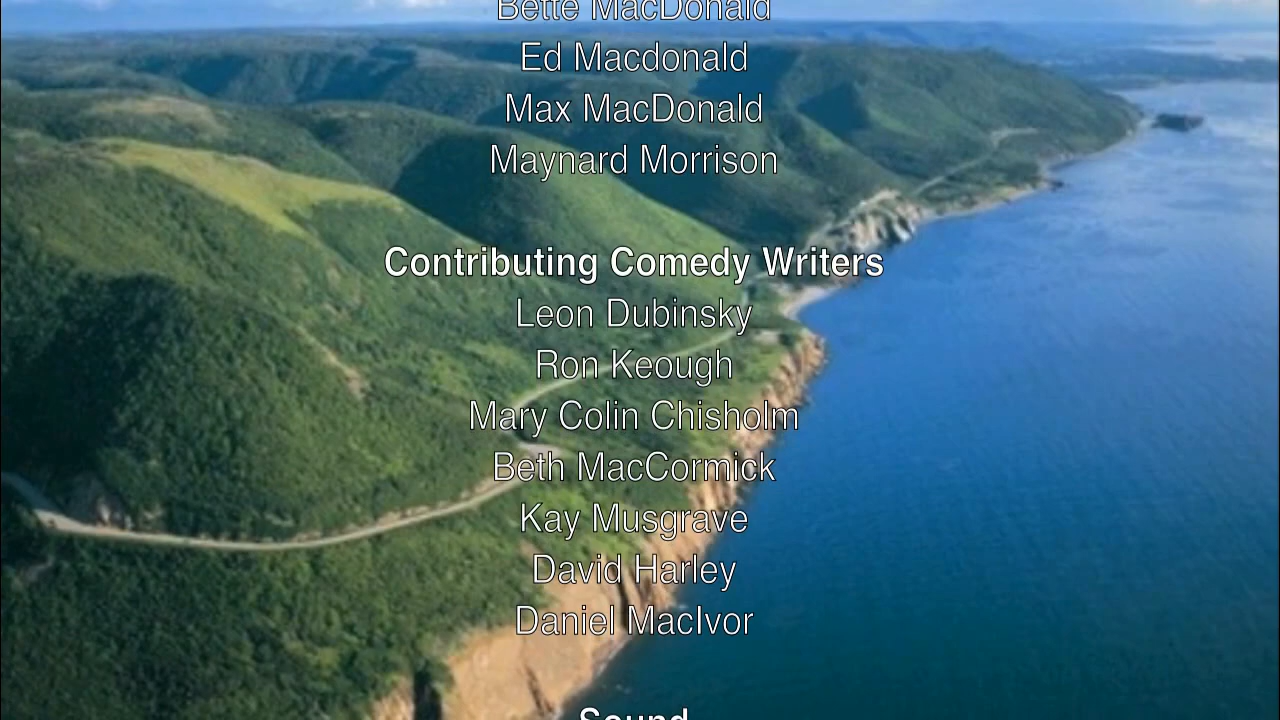 Bette MacDonald
Ed Macdonald
Max MacDonald
Maynard Morrison
Contributing Comedy Writers
Leon Dubinsky
Ron Keough
Mary Colin Chisholm
Beth MacCormick
Kay Musgrave
David Harley
Daniel MacIvor
Sound